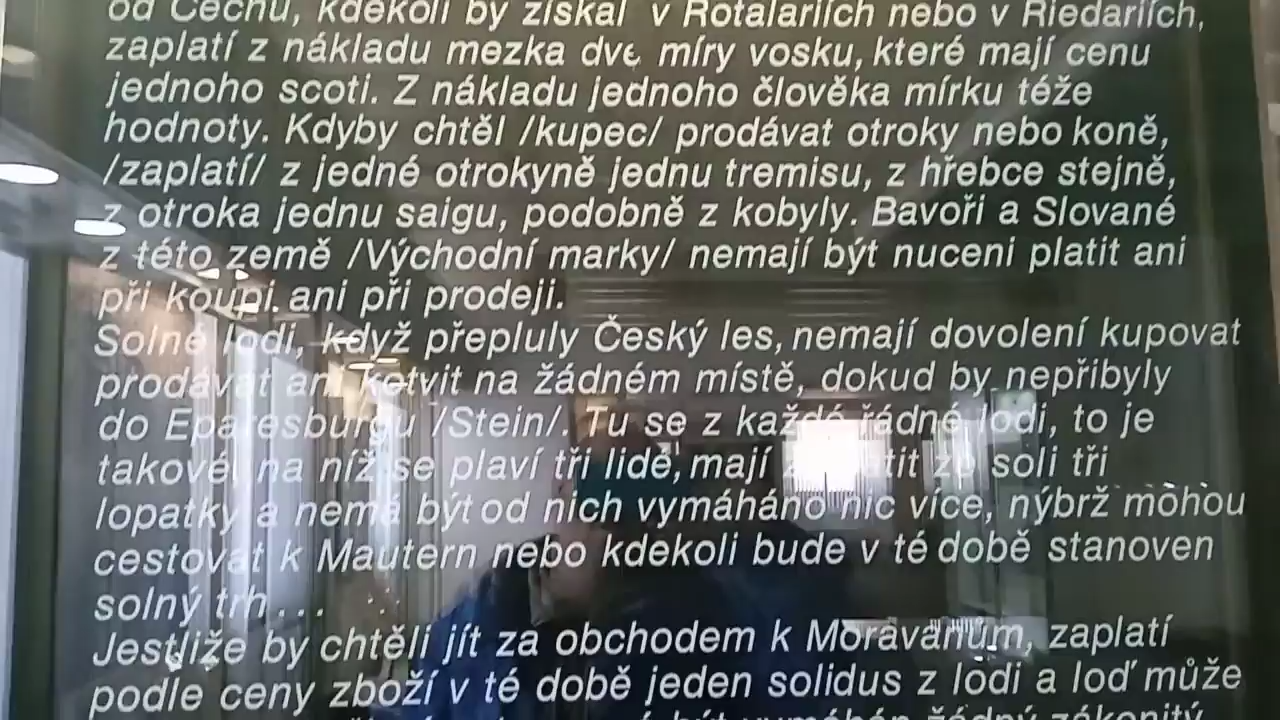 od Čechů, kdekoli by získal v Rotalariích nebo v Riedariích,
zaplatí z nákladu mezka dvě míry vosku, které mají cenu
jednoho scoti. Z nákladu jednoho člověka mírku téže
hodnoty. Kdyby chtěl /kupec/ prodávat otroky nebo koně,
/zaplatí/ z jedné otrokyně jednu tremisu, z hřebce stejně,
z otroka jednu saigu, podobně z kobyly. Bavoři a Slované
z této země /Východní marky/ nemají být nuceni platit ani
při koupi ani při prodeji.
Solné lodi, když přepluly Český les, nemají dovolení kupovat
prodávat ani kotvit na žádném místě, dokud by nepřibyly
do Eparesburgu /Stein/. Tu se z každé řádné lodi, to je
takové, na níž se plaví tři lidé, mají soli tři
lopatky a nemá být od nich vymáháno nic více, nýbrž mohou
cestovat k Mautern nebo kdekoli bude v té době stanoven
solný trh...
Jestliže by chtěli jít za obchodem k Moravanům, zaplatí
podle ceny zboží v té době jeden solidus z lodi a loď může
být vymáhán žádný zákonitý